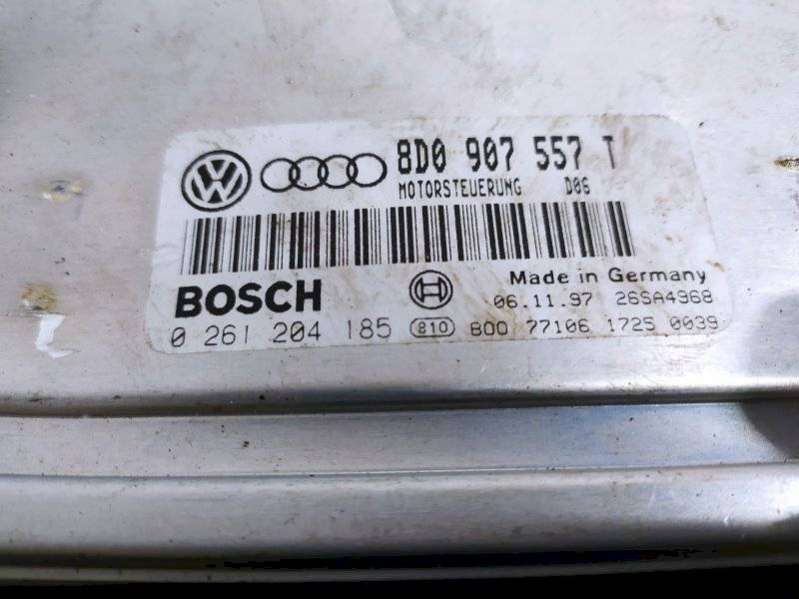 8D0 907 557 T
MOTORSTEUERUNG D06
BOSCH
Made in Germany
06.11.97 26SA4968
0 261 204 185 810 800 77106 1725 0039